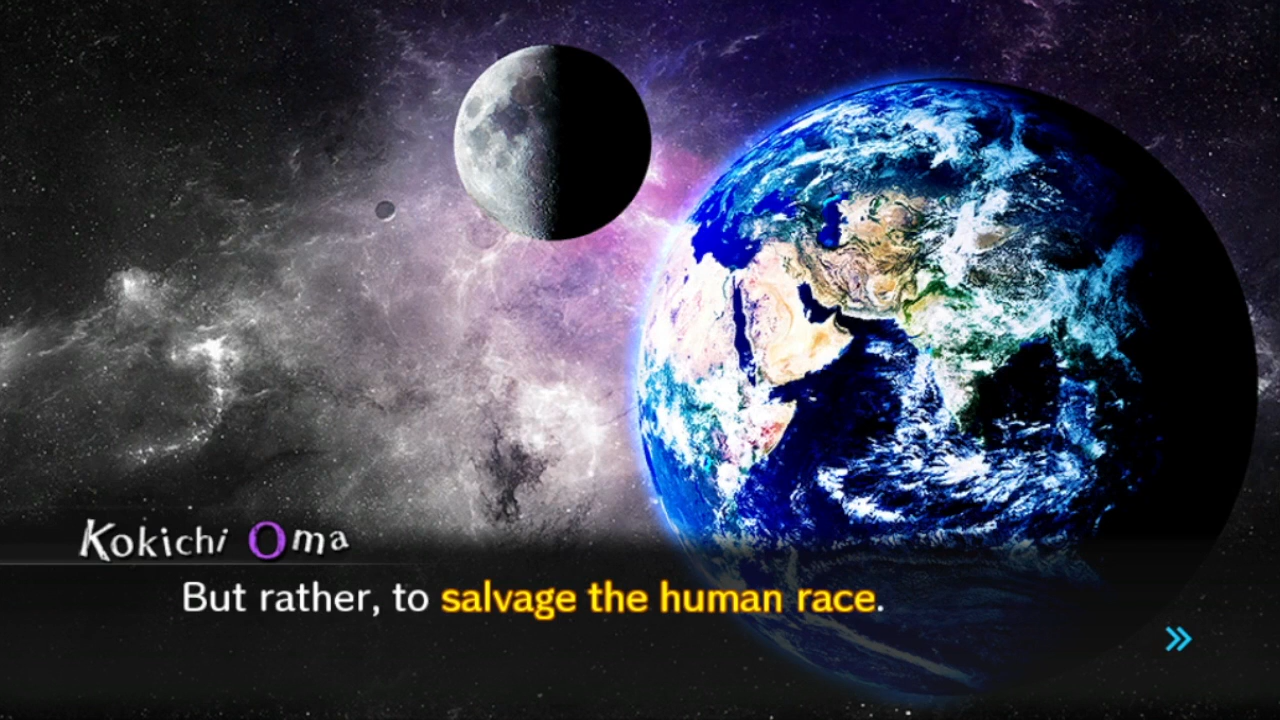 Kokichi Oma
But rather, to salvage the human race.